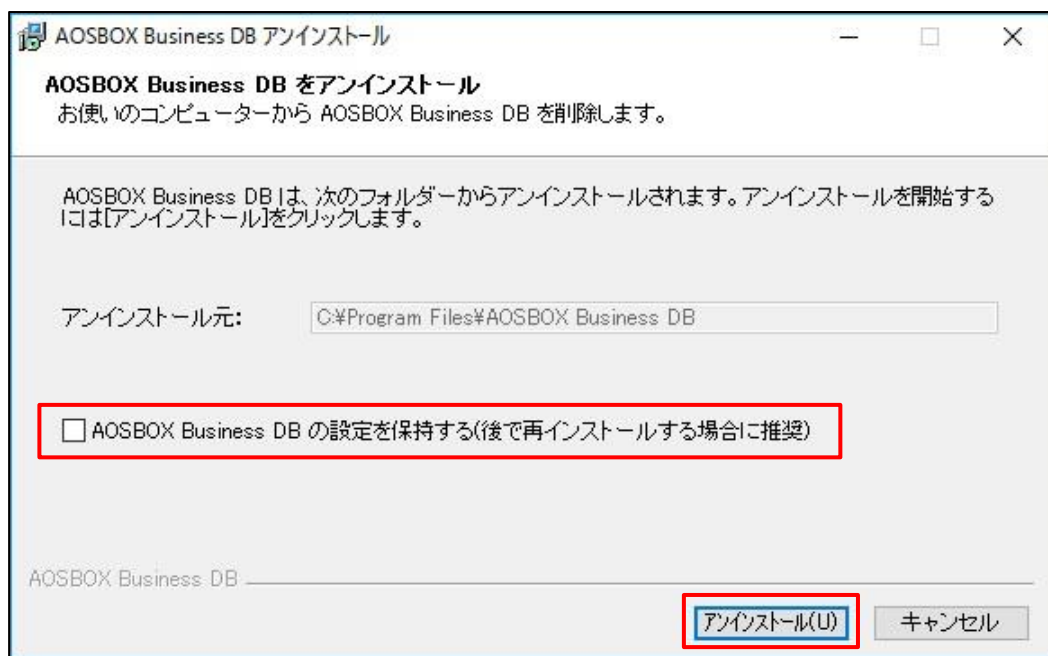 AOSBOX Business DB アンインストール
AOSBOX Business DB をアンインストール
お使いのコンピューターから AOSBOX Business DB を削除します。
AOSBOX Business DB は、次のフォルダーからアンインストールされます。アンインストールを開始する
には[アンインストール]をクリックします。
アンインストール元: C:¥Program Files¥AOSBOX Business DB
AOSBOX Business DB の設定を保持する(後で再インストールする場合に推奨)
AOSBOX Business DB
アンインストール(U) キャンセル